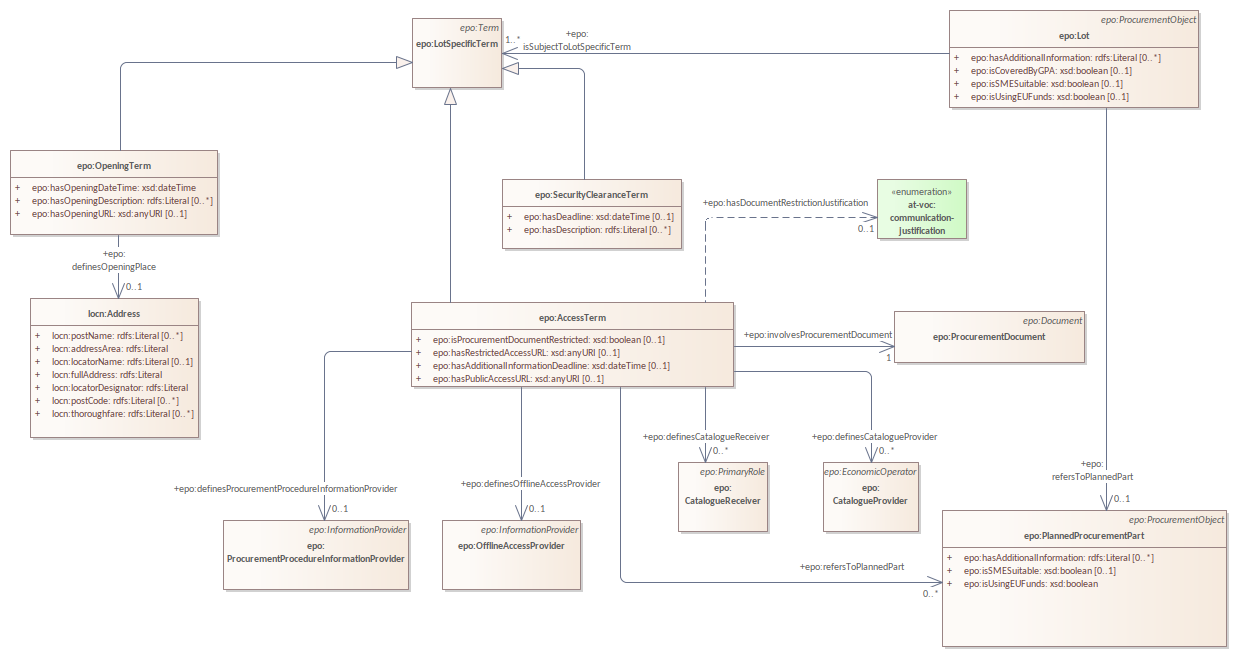 epo:Term
epo:LotSpecificTerm
1..*
+epo:
isSubjectToLotSpecificTerm
epo:ProcurementObject
epo:Lot
+ epo:hasAdditionalInformation: rdfs:Literal [0..*]
+ epo:isCoveredByGPA: xsd:boolean [0..1]
+ epo:isSMESuitable: xsd:boolean [0..1]
+ epo:isUsingEUFunds: xsd:boolean [0..1]
epo:OpeningTerm
+ epo:hasOpeningDateTime: xsd:dateTime
+ epo:hasOpeningDescription: rdfs:Literal [0..*]
+ epo:hasOpeningURL: xsd:anyURI [0..1]
epo:SecurityClearanceTerm
+ epo:hasDeadline: xsd:dateTime [0..1]
+ epo:hasDescription: rdfs:Literal [0..*]
+epo:hasDocumentRestrictionJustification
0..1
«enumeration»
at-voc:
communication-
justification
+epo:
definesOpeningPlace
0..1
locn:Address
+ locn:postName: rdfs:Literal [0..*]
+ locn:addressArea: rdfs:Literal
+ locn:locatorName: rdfs:Literal [0..1]
+ locn:fullAddress: rdfs:Literal
+ locn:locatorDesignator: rdfs:Literal
+ locn:postCode: rdfs:Literal [0..*]
+ locn:thoroughfare: rdfs:Literal [0..*]
epo:AccessTerm
+ epo:isProcurementDocumentRestricted: xsd:boolean [0..1]
+ epo:hasRestrictedAccessURL: xsd:anyURI [0..1]
+ epo:hasAdditionalInformationDeadline: xsd:dateTime [0..1]
+ epo:hasPublicAccessURL: xsd:anyURI [0..1]
+epo:involvesProcurementDocument
1
epo:Document
epo:ProcurementDocument
+epo:definesCatalogueReceiver
0..*
+epo:definesCatalogueProvider
0..*
epo:PrimaryRole
epo:
CatalogueReceiver
epo:EconomicOperator
epo:
CatalogueProvider
+epo:
refersToPlannedPart
0..1
+epo:definesProcurementProcedureInformationProvider
0..1
+epo:definesOfflineAccessProvider
0..1
epo:InformationProvider
epo:
ProcurementProcedureInformationProvider
epo:InformationProvider
epo:OfflineAccessProvider
+epo:refersToPlannedPart
0..*
epo:ProcurementObject
epo:PlannedProcurementPart
+ epo:hasAdditionalInformation: rdfs:Literal [0..*]
+ epo:isSMESuitable: xsd:boolean [0..1]
+ epo:isUsingEUFunds: xsd:boolean